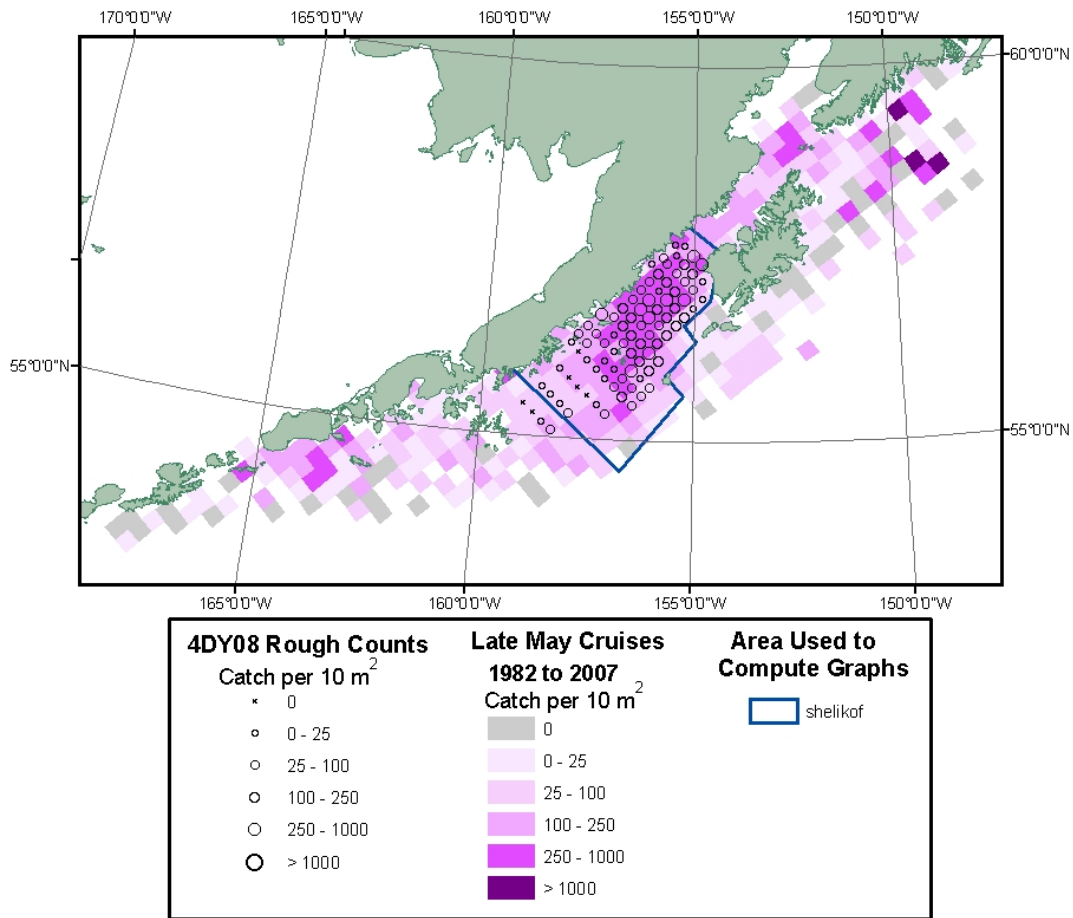 170°0'0"W 165°0'0"W 160°0'0"W 155°0'0"W 150°0'0"W
60°0'0"N
55°0'0"N
55°0'0"N
165°0'0"W 160°0'0"W 155°0'0"W 150°0'0"W
4DY08 Rough Counts
Catch per 10 m²
0
0 - 25
25 - 100
100 - 250
250 - 1000
> 1000
Late May Cruises
1982 to 2007
Catch per 10 m²
0
0 - 25
25 - 100
100 - 250
250 - 1000
> 1000
Area Used to
Compute Graphs
shelikof